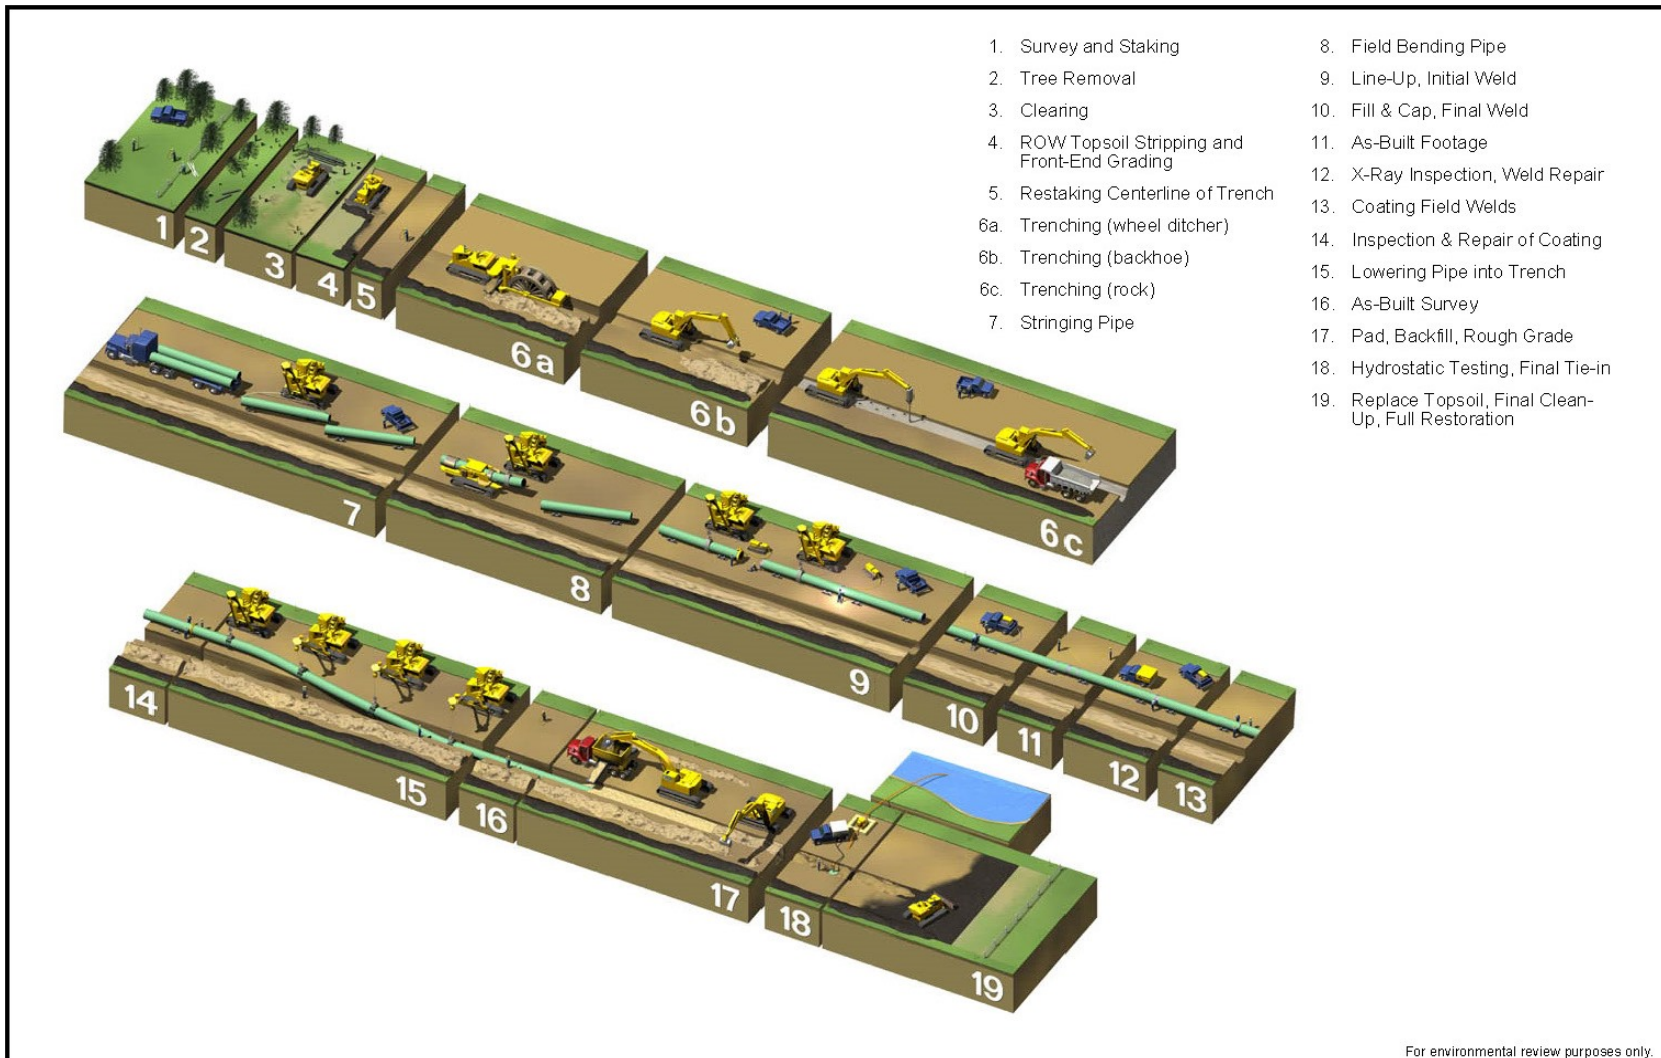 1. Survey and Staking
2. Tree Removal
3. Clearing
4. ROW Topsoil Stripping and
Front-End Grading
5. Restaking Centerline of Trench
6a. Trenching (wheel ditcher)
6b. Trenching (backhoe)
6c. Trenching (rock)
7. Stringing Pipe
8. Field Bending Pipe
9. Line-Up, Initial Weld
10. Fill & Cap, Final Weld
11. As-Built Footage
12. X-Ray Inspection, Weld Repair
13. Coating Field Welds
14. Inspection & Repair of Coating
15. Lowering Pipe into Trench
16. As-Built Survey
17. Pad, Backfill, Rough Grade
18. Hydrostatic Testing, Final Tie-in
19. Replace Topsoil, Final Clean-
Up, Full Restoration
1
2
3
4
5
6a
6b
6c
7
8
9
10
11
12
13
14
15
16
17
18
19
For environmental review purposes only.